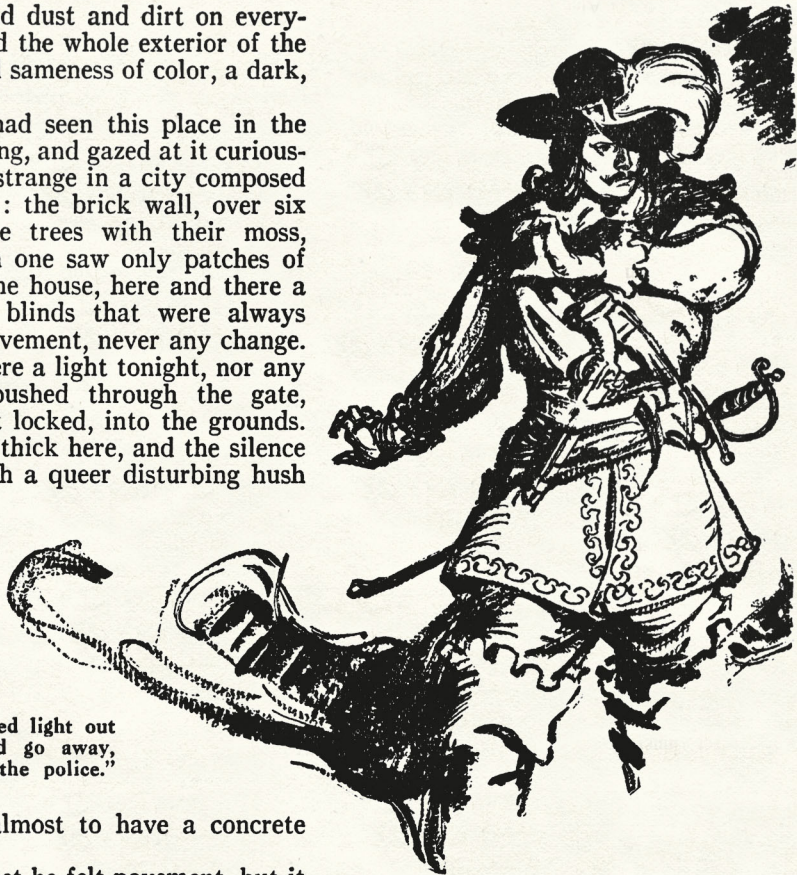 d dust and dirt on every-
d the whole exterior of the
sameness of color, a dark,
had seen this place in the
ng, and gazed at it curious-
strange in a city composed
: the brick wall, over six
e trees with their moss,
one saw only patches of
he house, here and there a
blinds that were always
vement, never any change.
ere a light tonight, nor any
pushed through the gate,
locked, into the grounds.
thick here, and the silence
h a queer disturbing hush
ed light out
d go away,
the police.”
lmost to have a concrete
pavement, but it